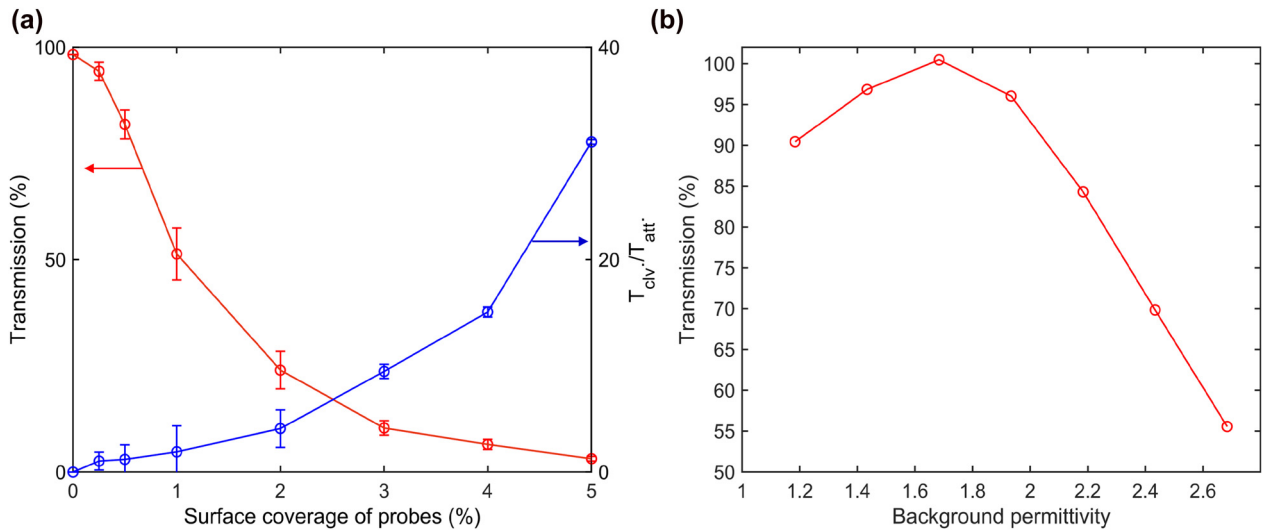 (a)
100
50
0
Transmission (%)
40
20
0
T_clv./T_att.
0 1 2 3 4 5
Surface coverage of probes (%)
(b)
100
95
90
85
80
75
70
65
60
55
50
Transmission (%)
1 1.2 1.4 1.6 1.8 2 2.2 2.4 2.6
Background permittivity